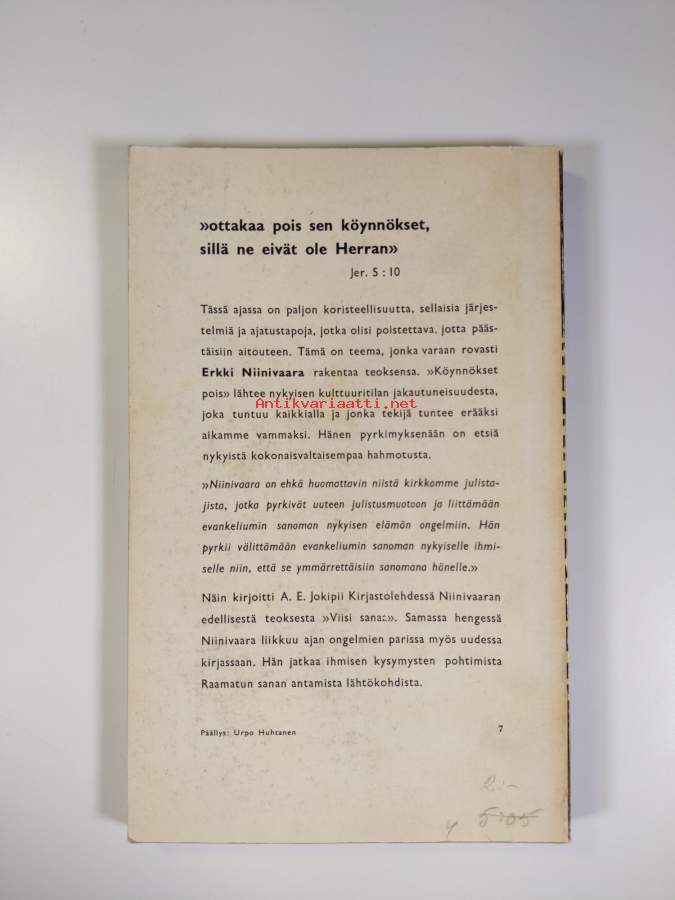 »ottakaa pois sen köynnökset,
sillä ne eivät ole Herran»
Jer. 5 : 10
Tässä ajassa on paljon koristeellisuutta, sellaisia järjes-
telmiä ja ajatustapoja, jotka olisi poistettava, jotta pääs-
täisiin aitouteen. Tämä on teema, jonka varaan rovasti
Erkki Niinivaara rakentaa teoksensa. »Köynnökset
pois» lähtee nykyisen kulttuuritilan jakautuneisuudesta,
Antikvariaatti.net
joka tuntuu kaikkialla ja jonka tekijä tuntee erääksi
aikamme vammaksi. Hänen pyrkimyksenään on etsiä
nykyistä kokonaisvaltaisempaa hahmotusta.
»Niinivaara on ehkä huomattavin niistä kirkkomme julista-
jista, jotka pyrkivät uuteen julistusmuotoon ja liittämään
evankeliumin sanoman nykyisen elämän ongelmiin. Hän
pyrkii välittämään evankeliumin sanoman nykyiselle ihmi-
selle niin, että se ymmärrettäisiin sanomana hänelle.»
Näin kirjoitti A. E. Jokipii Kirjastolehdessä Niinivaaran
edellisestä teoksesta »Viisi sanaa». Samassa hengessä
Niinivaara liikkuu ajan ongelmien parissa myös uudessa
kirjassaan. Hän jatkaa ihmisen kysymysten pohtimista
Raamatun sanan antamista lähtökohdista.
Päällys: Urpo Huhtanen 7
2:-